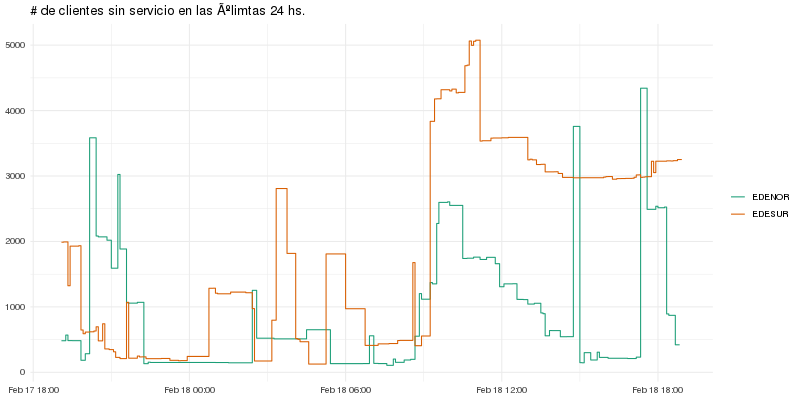 # de clientes sin servicio en las Ãºlimtas 24 hs.
5000
4000
3000
2000
1000
0
Feb 17 18:00
Feb 18 00:00
Feb 18 06:00
Feb 18 12:00
Feb 18 18:00
EDENOR
EDESUR